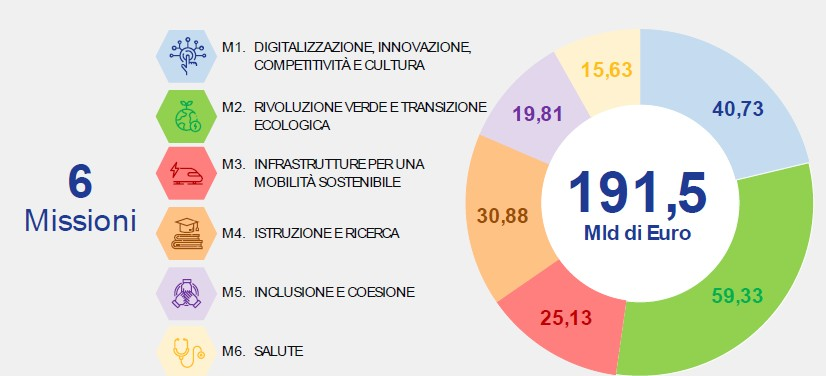 6
Missioni
M1. DIGITALIZZAZIONE, INNOVAZIONE,
COMPETITIVITÀ E CULTURA
M2. RIVOLUZIONE VERDE E TRANSIZIONE
ECOLOGICA
M3. INFRASTRUTTURE PER UNA
MOBILITÀ SOSTENIBILE
M4. ISTRUZIONE E RICERCA
M5. INCLUSIONE E COESIONE
M6. SALUTE
15,63
40,73
19,81
191,5
Mld di Euro
30,88
59,33
25,13